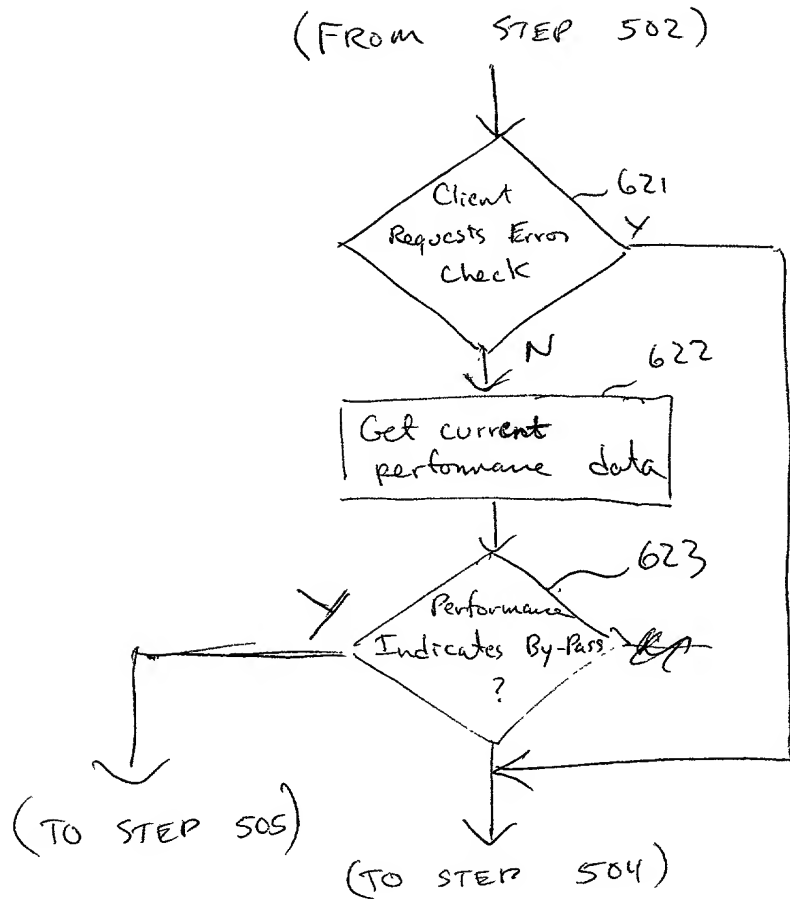 (FROM STEP 502)
621
Client
Requests Error
Check
Y
N
622
Get current
performane data
623
Y
Performance
Indicates By-Pass
?
(TO STEP 505)
(TO STEP 504)